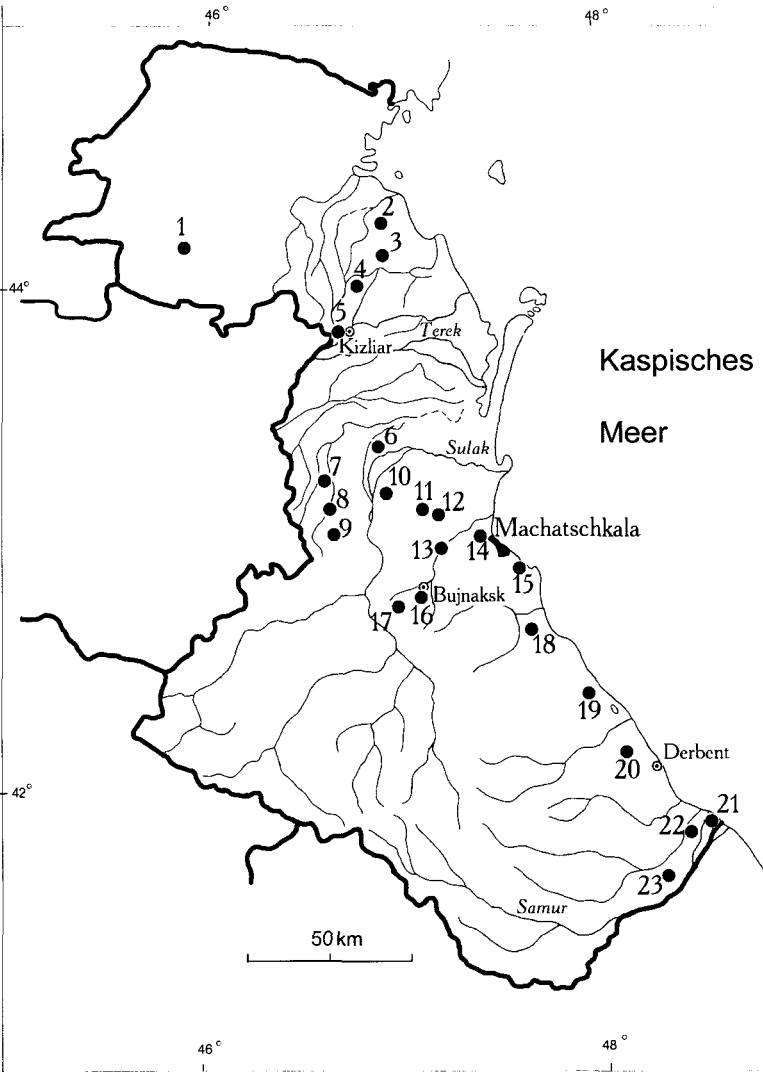 46° 48°
1
2
3
44° 4
5
Terek
Kizliar
Kaspisches
Meer
6
Sulak
7
10
8 11 12
9
Machatschkala
13 14
15
Bujnaksk
17 16
18
19
Derbent
20
42°
21
22
23
Samur
50 km
46° 48°